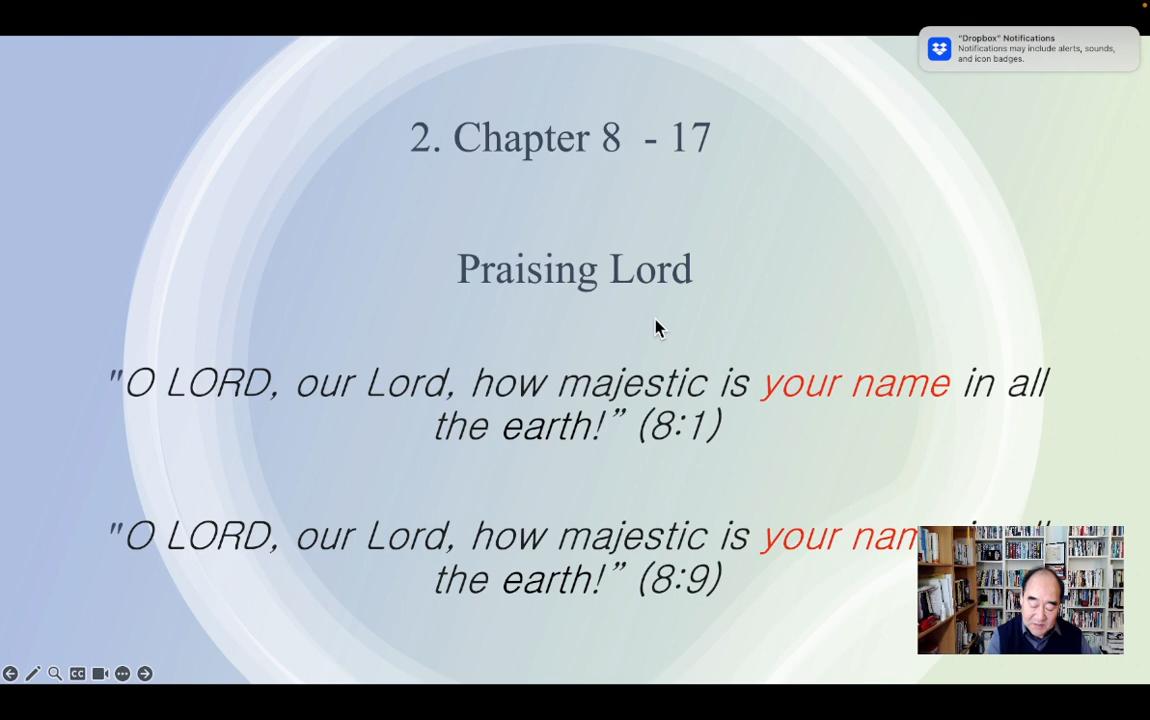 "Dropbox" Notifications
Notifications may include alerts, sounds,
and icon badges.
2. Chapter 8 - 17
Praising Lord
"O LORD, our Lord, how majestic is your name in all
the earth!” (8:1)
"O LORD, our Lord, how majestic is your
the earth!” (8:9)
CC